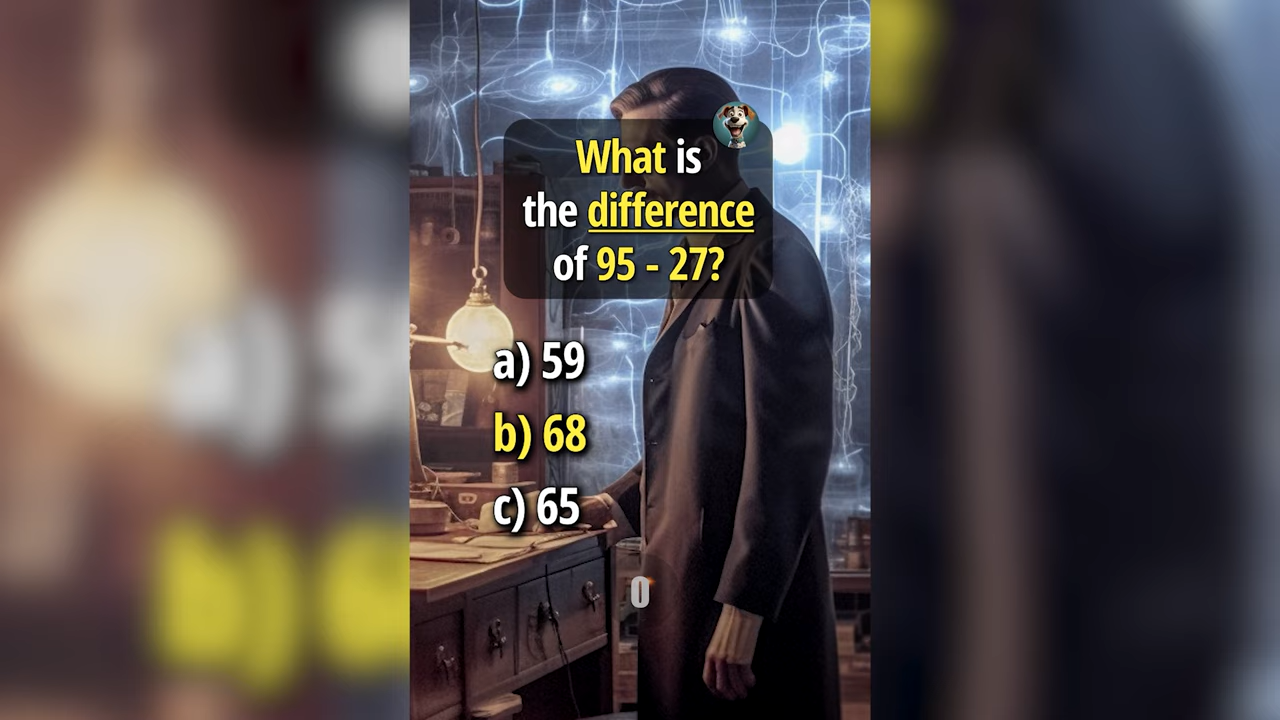 What is
the difference
of 95 - 27?
a) 59
b) 68
c) 65
0